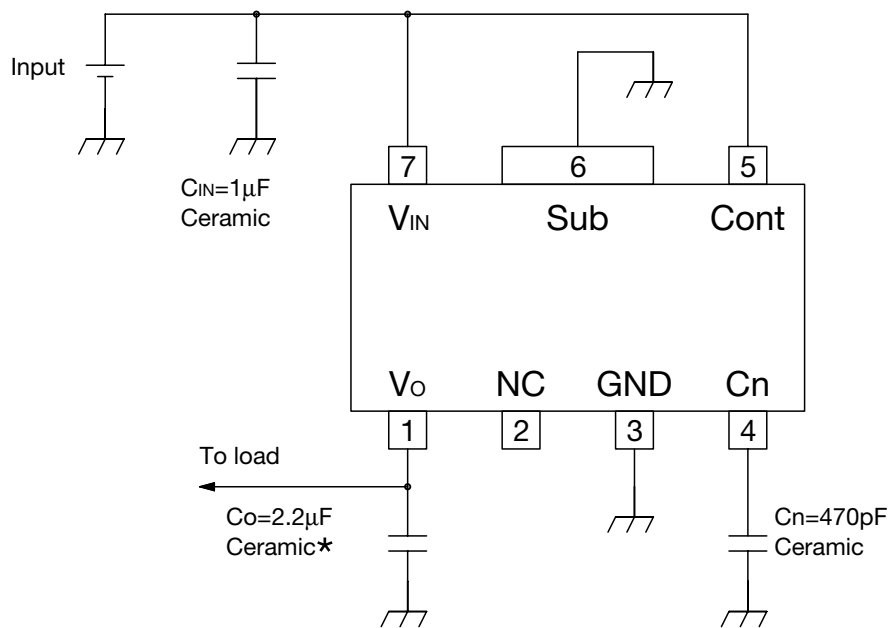 Input
CIN=1μF
Ceramic
7
6
5
VIN
Sub
Cont
VO
NC
GND
Cn
1
2
3
4
To load
Co=2.2μF
Ceramic★
Cn=470pF
Ceramic